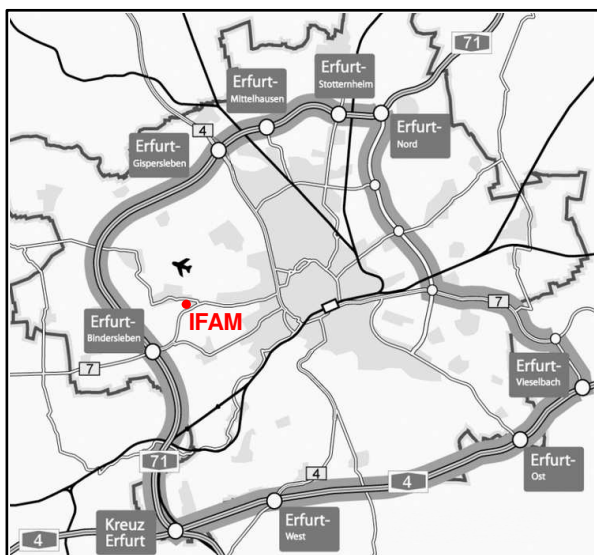 71
Erfurt-
Stotternheim
Erfurt-
Mittelhausen
4
Erfurt-
Gispersleben
Erfurt-
Nord
IFAM
7
Erfurt-
Bindersleben
7
Erfurt-
Vieselbach
71
4
4
Erfurt-
Ost
Kreuz
Erfurt
Erfurt-
West
4